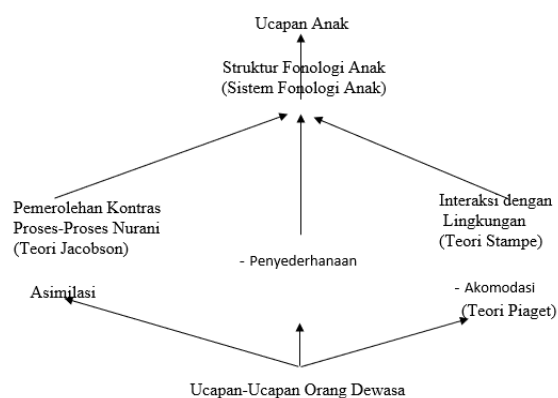 Ucapan Anak
Struktur Fonologi Anak
(Sistem Fonologi Anak)
Pemerolehan Kontras
Proses-Proses Nurani
(Teori Jacobson)
Interaksi dengan
Lingkungan
(Teori Stampe)
- Penyederhanaan
Asimilasi
- Akomodasi
(Teori Piaget)
Ucapan-Ucapan Orang Dewasa